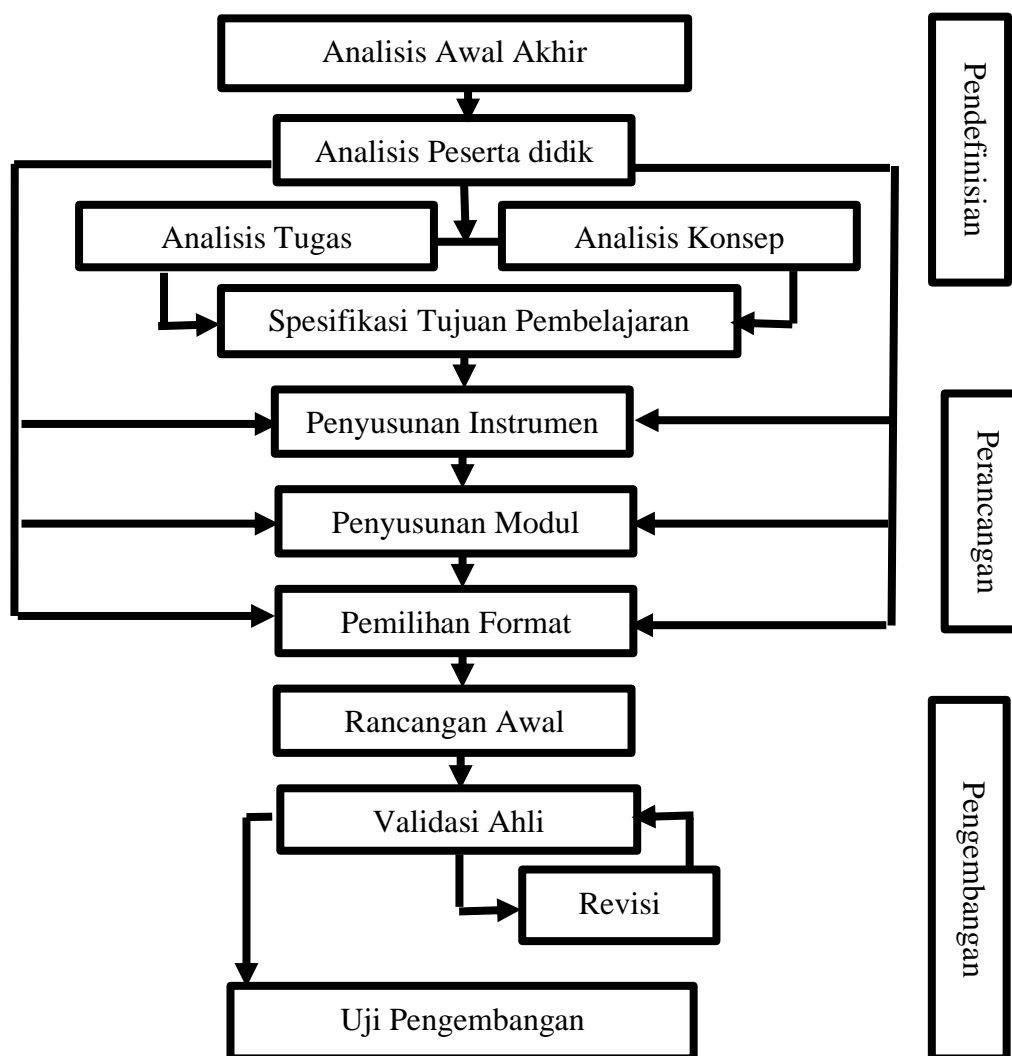 Analisis Awal Akhir
Analisis Peserta didik
Analisis Tugas
Analisis Konsep
Spesifikasi Tujuan Pembelajaran
Pendefinisian
Penyusunan Instrumen
Penyusunan Modul
Pemilihan Format
Perancangan
Rancangan Awal
Validasi Ahli
Revisi
Uji Pengembangan
Pengembangan